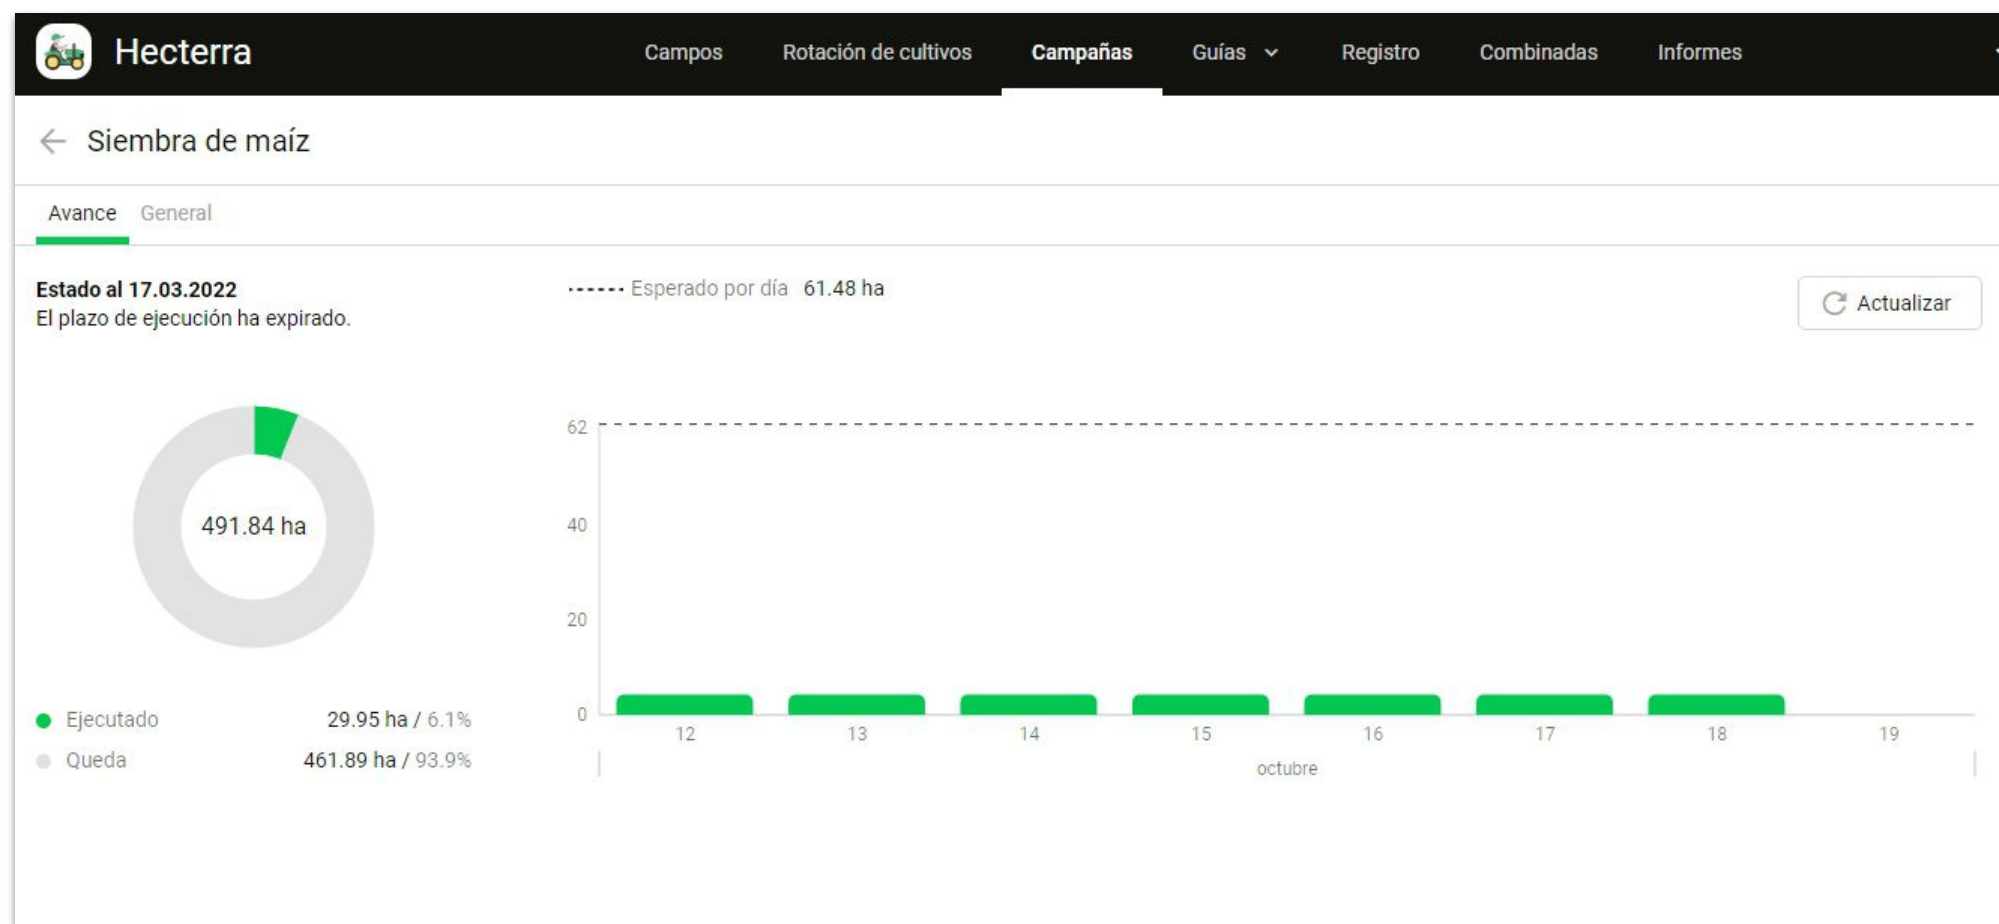 Hecterra
Campos Rotación de cultivos Campañas Guías Registro Combinadas Informes
Siembra de maíz
Avance General
Estado al 17.03.2022
El plazo de ejecución ha expirado.
Esperado por día 61.48 ha
Actualizar
491.84 ha
Ejecutado 29.95 ha / 6.1%
Queda 461.89 ha / 93.9%
62
40
20
0
12 13 14 15 16 17 18 19
octubre